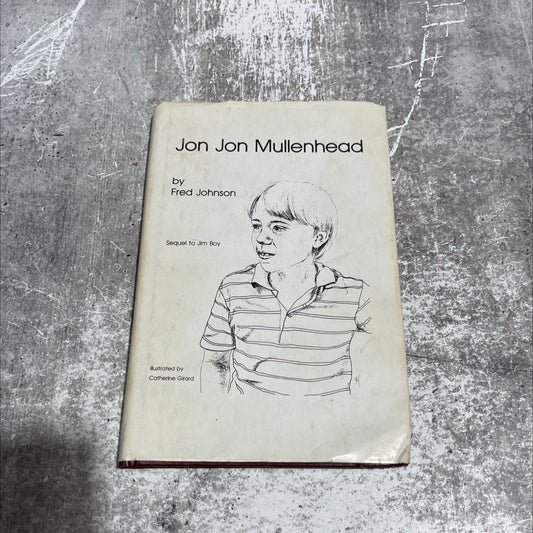 Jon Jon Mullenhead
by
Fred Johnson
Sequel to Jim Boy
Illustrated by
Catherine Girard